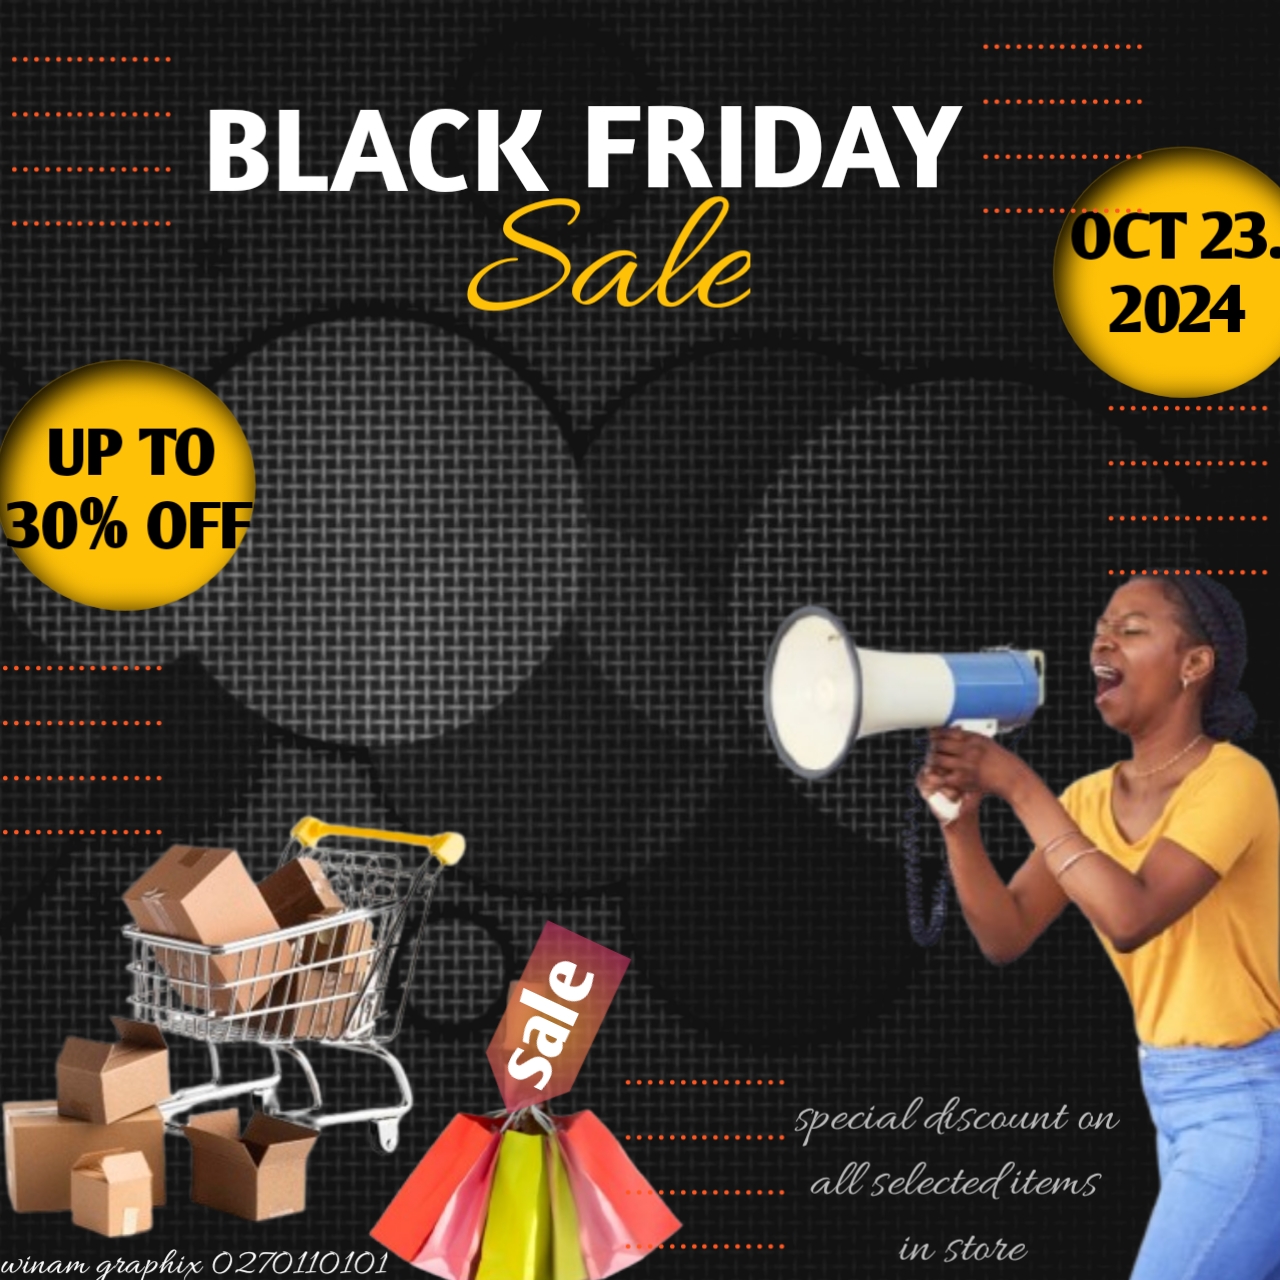 BLACK FRIDAY
Sale
OCT 23.
2024
UP TO
30% OFF
sale
special discount on
all selected items
in store
winam graphix 0270110101